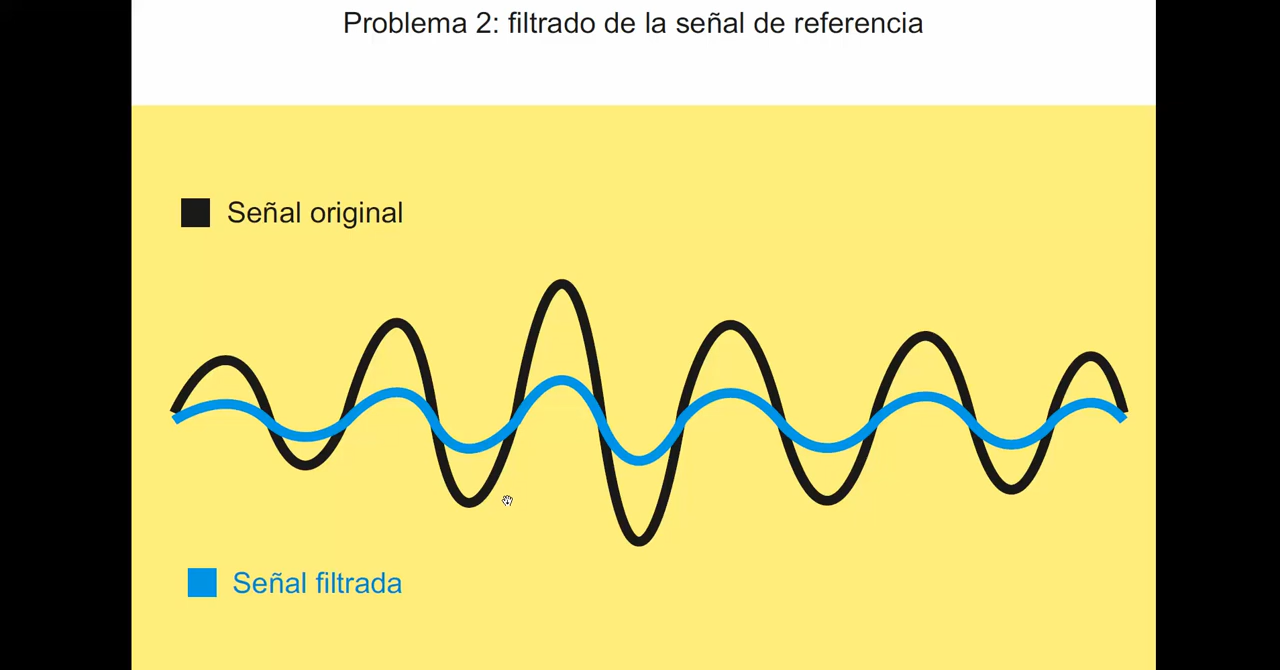 Problema 2: filtrado de la señal de referencia
Señal original
Señal filtrada